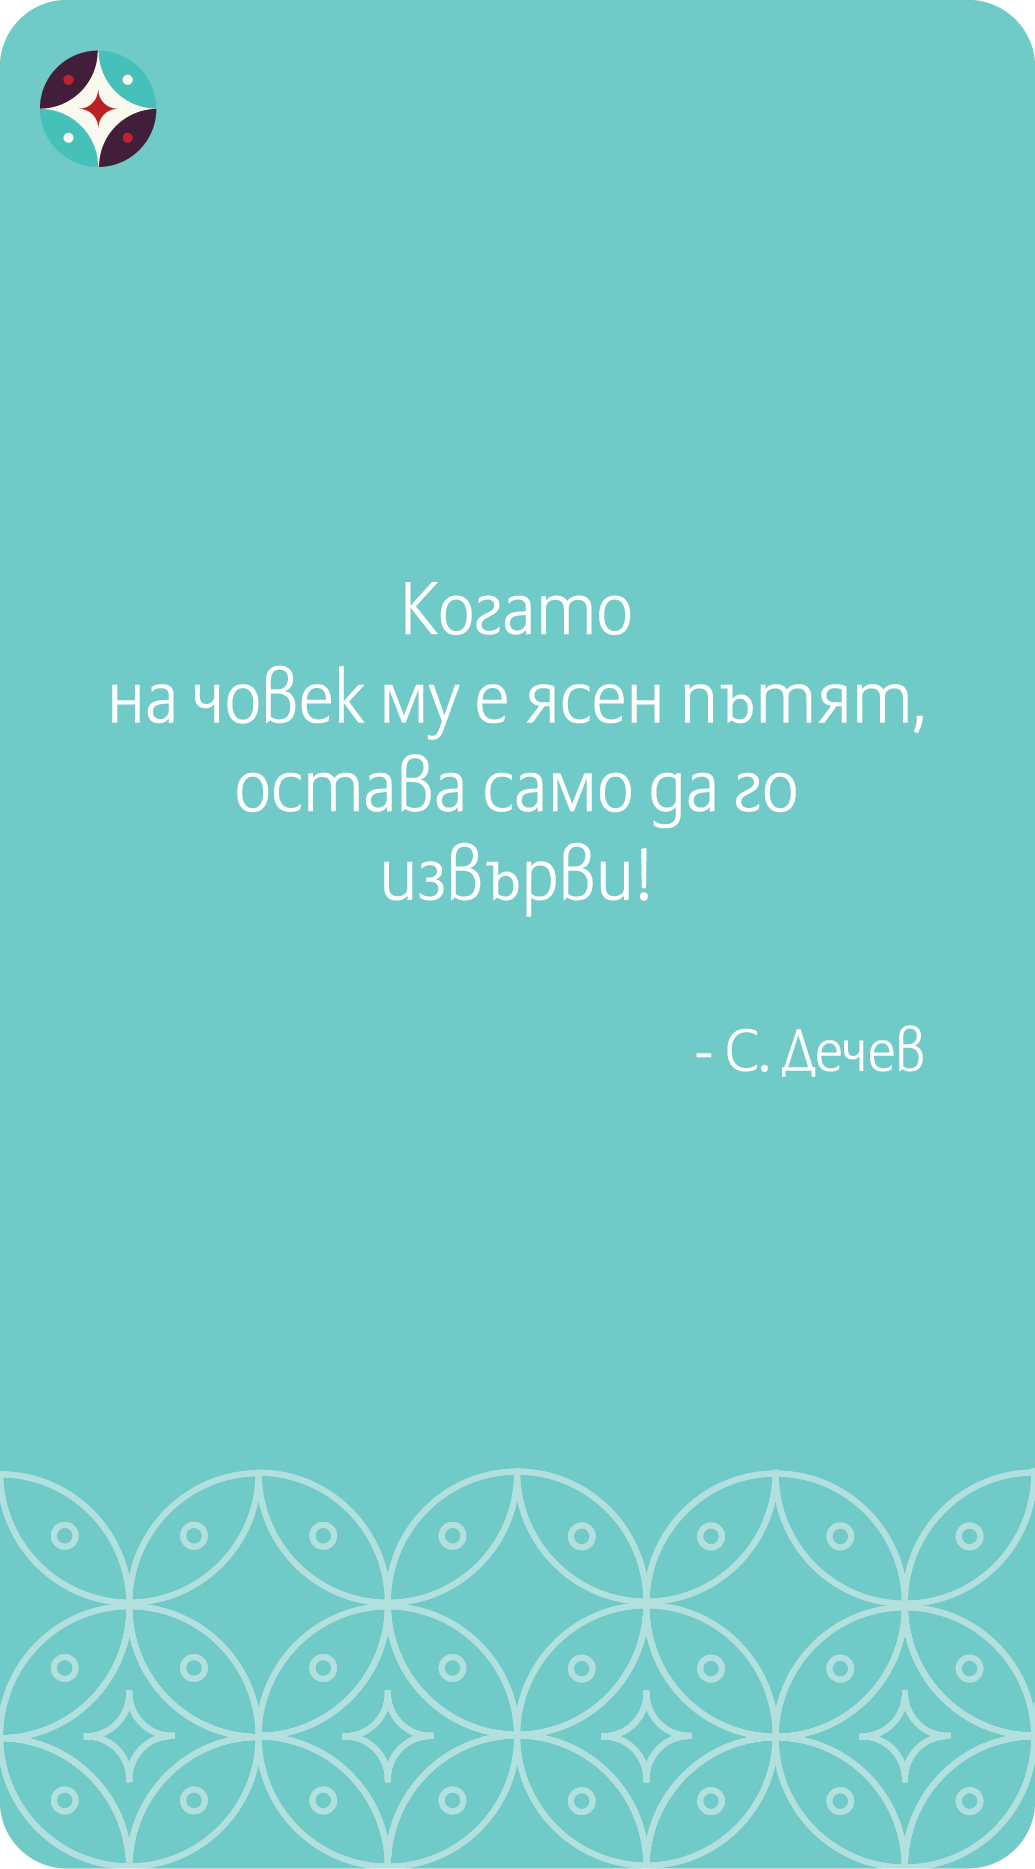 Когато
на човек му е ясен пътят,
остава само да го
извърви!
- С. Дечев